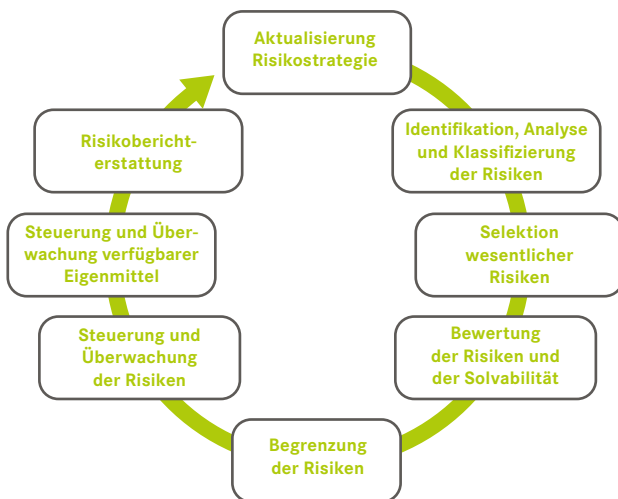 Aktualisierung
Risikostrategie
Identifikation, Analyse
und Klassifizierung
der Risiken
Selektion
wesentlicher
Risiken
Bewertung
der Risiken und
der Solvabilität
Begrenzung
der Risiken
Steuerung und
Überwachung
der Risiken
Steuerung und Über-
wachung verfügbarer
Eigenmittel
Risikobericht-
erstattung